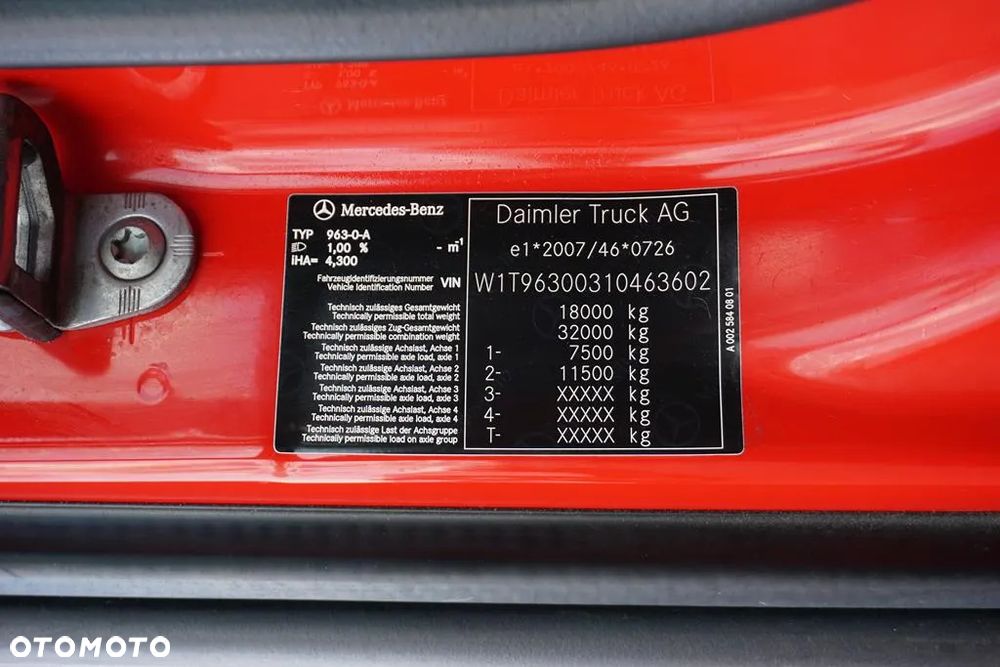 Mercedes-Benz
TYP 963-0-A
1,00 % - m-1
IHA= 4,300
Fahrzeugidentifizierungsnummer
Vehicle Identification Number VIN
Technisch zulässiges Gesamtgewicht
Technically permissible total weight
Technisch zulässiges Zug-Gesamtgewicht
Technically permissible combination weight
Technisch zulässige Achslast, Achse 1
Technically permissible axle load, axle 1
Technisch zulässige Achslast, Achse 2
Technically permissible axle load, axle 2
Technisch zulässige Achslast, Achse 3
Technically permissible axle load, axle 3
Technisch zulässige Achslast, Achse 4
Technically permissible axle load, axle 4
Technisch zulässige Last der Achsgruppe
Technically permissible load on axle group
Daimler Truck AG
e1*2007/46*0726
W1T96300310463602
18000 kg
32000 kg
1- 7500 kg
2- 11500 kg
3- XXXXX kg
4- XXXXX kg
T- XXXXX kg
A 002 584 08 01
OTOMOTO